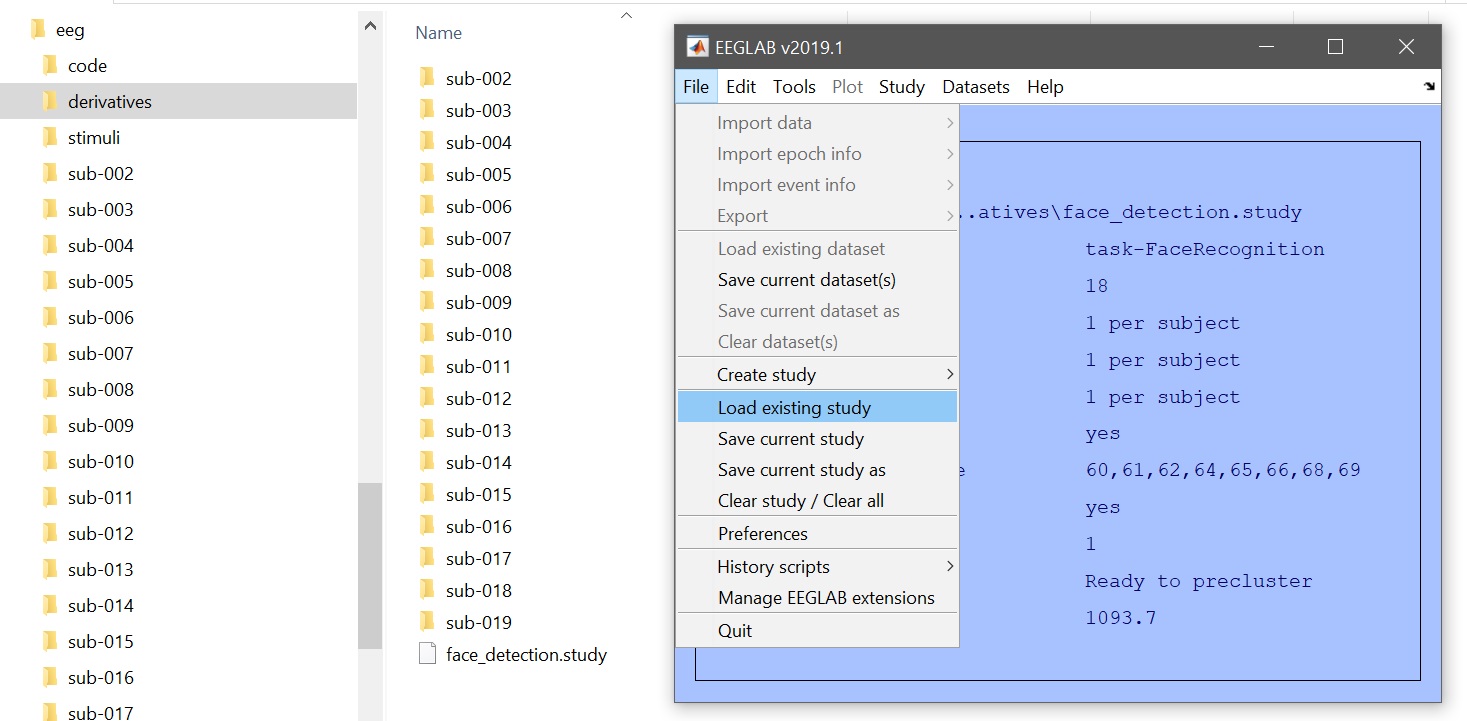 eeg
code
derivatives
stimuli
sub-002
sub-003
sub-004
sub-005
sub-006
sub-007
sub-008
sub-009
sub-010
sub-011
sub-012
sub-013
sub-014
sub-015
sub-016
sub-017
Name
sub-002
sub-003
sub-004
sub-005
sub-006
sub-007
sub-008
sub-009
sub-010
sub-011
sub-012
sub-013
sub-014
sub-015
sub-016
sub-017
sub-018
sub-019
face_detection.study
EEGLAB v2019.1
File Edit Tools Plot Study Datasets Help
Import data
Import epoch info
Import event info
Export
Load existing dataset
Save current dataset(s)
Save current dataset as
Clear dataset(s)
Create study
Load existing study
Save current study
Save current study as
Clear study / Clear all
Preferences
History scripts
Manage EEGLAB extensions
Quit
..atives\face_detection.study
task-FaceRecognition
18
1 per subject
1 per subject
1 per subject
yes
e 60,61,62,64,65,66,68,69
yes
1
Ready to precluster
1093.7